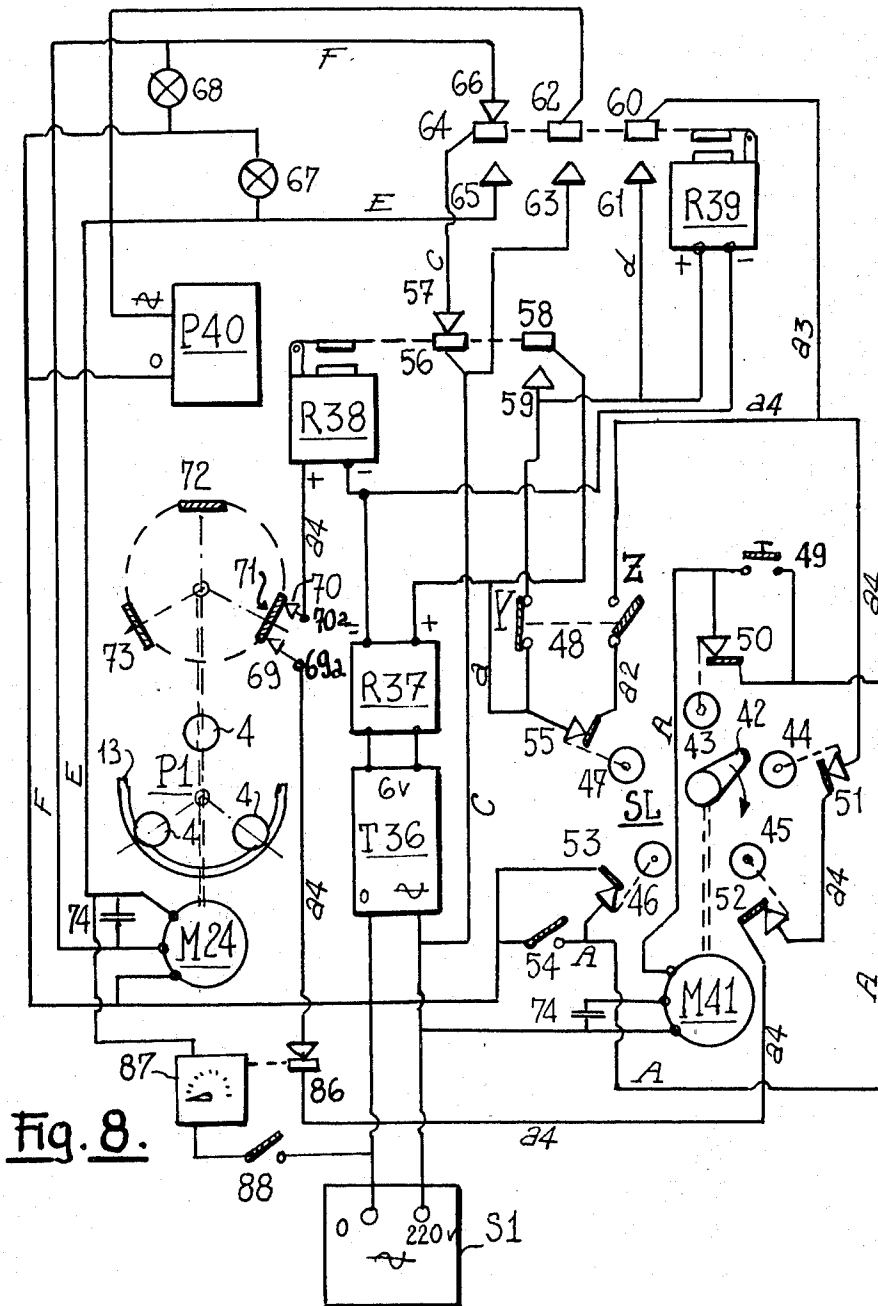 F.
66
62
60
68
64
67
65
63
61
R39
E
+
-
C
d
57
58
∿
P40
O
56
59
a3
R38
a4
+
-
72
a4
Z
49
71
70
70a
Y
-
+
48
a4
73
69
69a
a
a2
50
R37
55
A
42
43
44
4
47
13
P1
6V
SL
51
F
E
4
4
T36
C
53
45
O
∿
46
52
a4
a4
74
M24
54
A
A
74
M41
87
86
A
a4
Fig. 8.
a4
88
O
220V
S1
∿